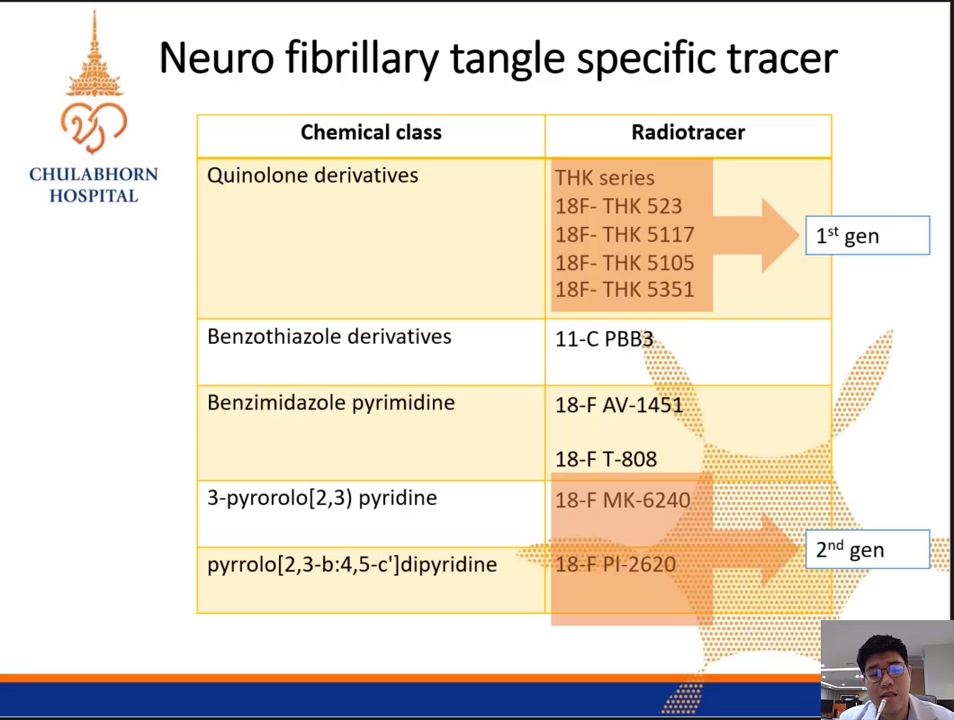 Neuro fibrillary tangle specific tracer
CHULABHORN
HOSPITAL
Chemical class
Radiotracer
Quinolone derivatives
THK series
18F- THK 523
18F- THK 5117
18F- THK 5105
18F- THK 5351
1st gen
Benzothiazole derivatives
11-C PBB3
Benzimidazole pyrimidine
18-F AV-1451
18-F T-808
3-pyrorolo[2,3) pyridine
18-F MK-6240
2nd gen
pyrrolo[2,3-b:4,5-c']dipyridine
18-F PI-2620